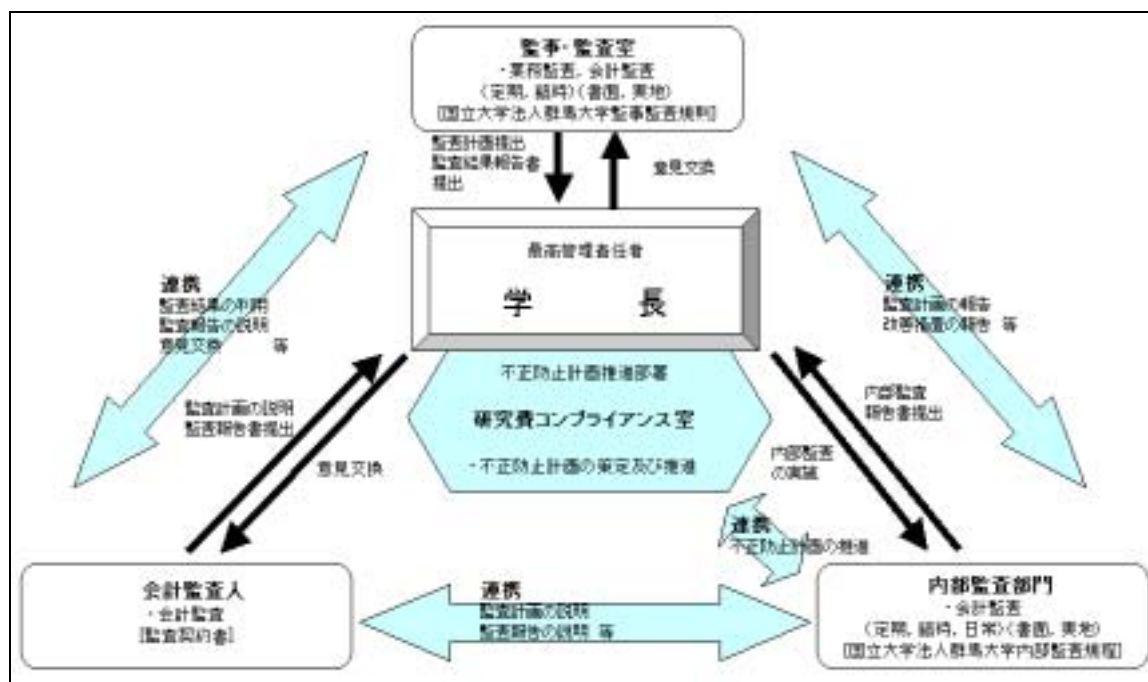 監事・監査室
・業務監査, 会計監査
(定期, 臨時)(書面, 実地)
[国立大学法人群馬大学監事監査規則]
監査計画提出
監査結果報告書
提出
意見交換
最高管理責任者
学　長
連携
監査結果の利用
監査報告の説明
意見交換　等
連携
監査計画の報告
改善措置の報告 等
不正防止計画推進部署
研究費コンプライアンス室
・不正防止計画の策定及び推進
監査計画の説明
監査報告書提出
意見交換
内部監査
報告書提出
内部監査
の実施
連携
不正防止計画の推進
会計監査人
・会計監査
[監査契約書]
連携
監査計画の説明
監査報告の説明 等
内部監査部門
・会計監査
(定期, 臨時, 日常)(書面, 実地)
[国立大学法人群馬大学内部監査規程]